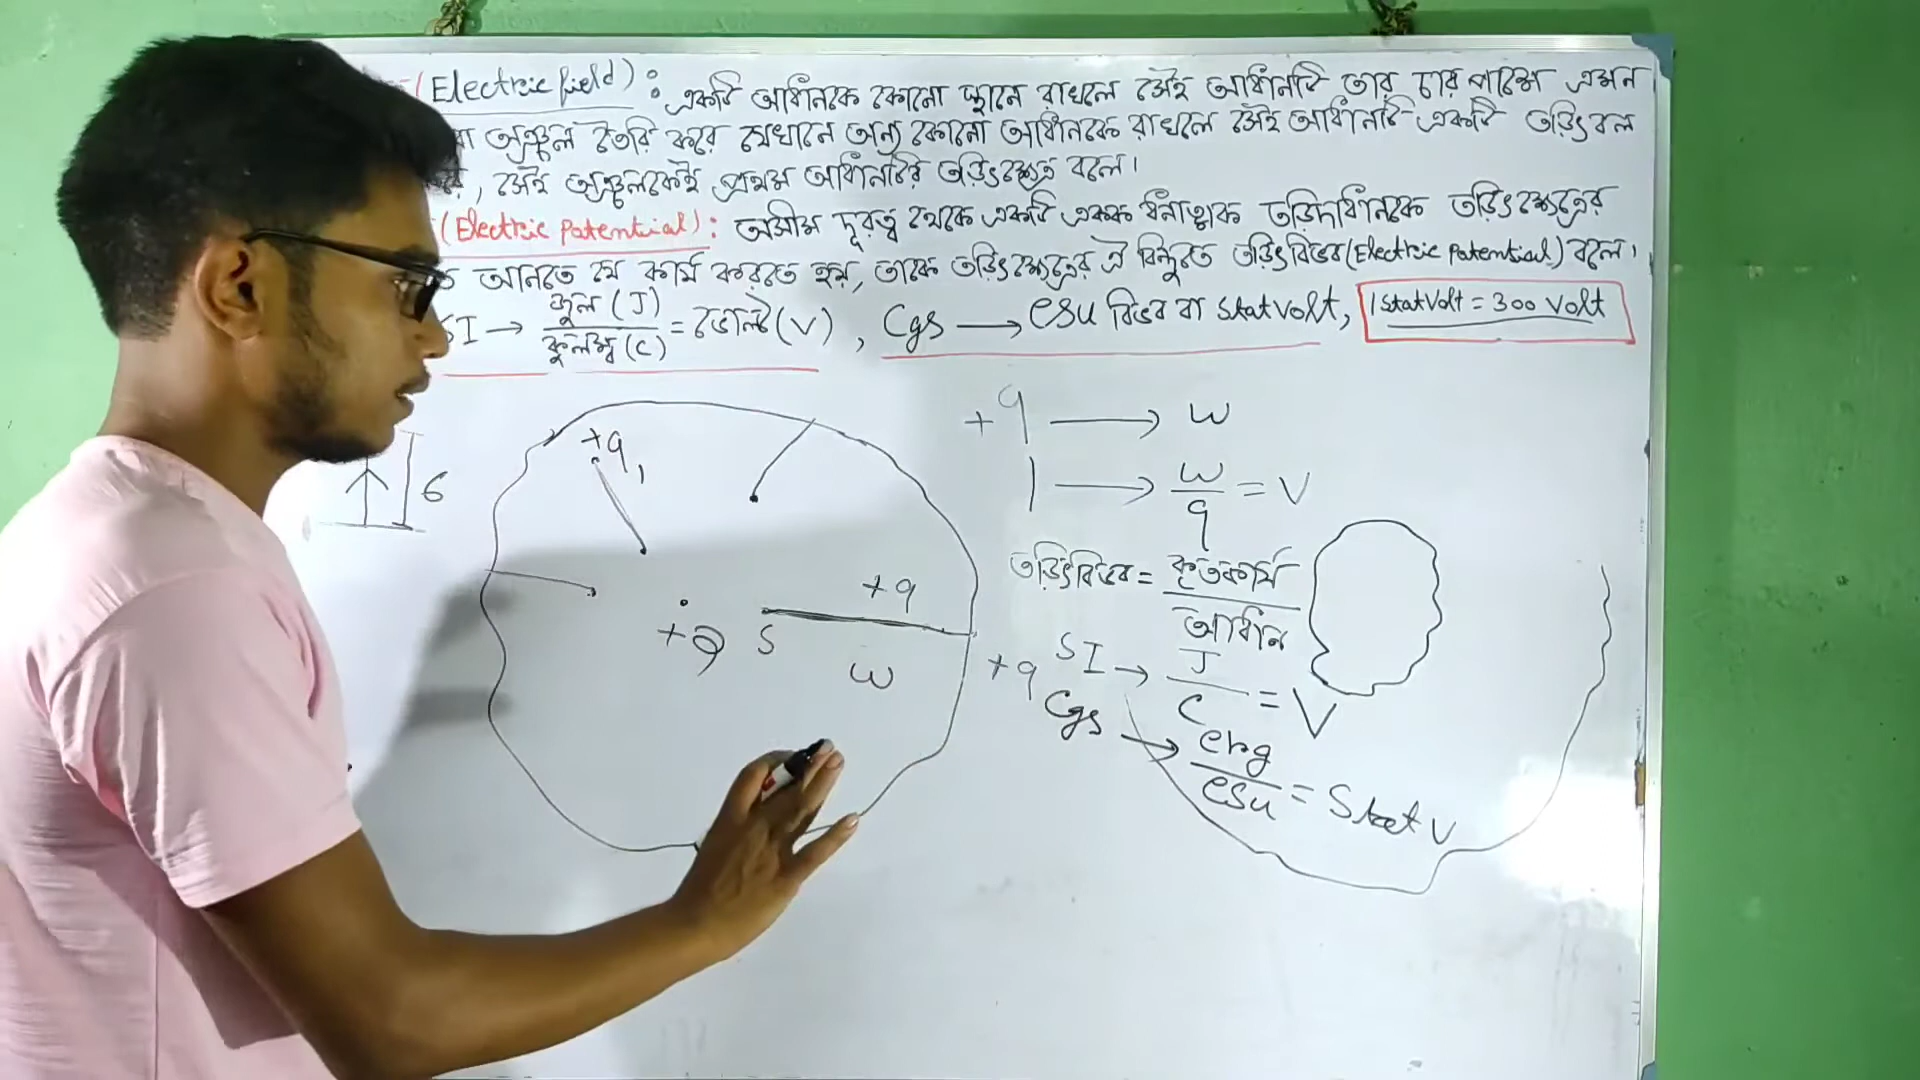 (Electric field) : একটি আধানকে কোনো স্থানে রাখলে সেই আধানটি তার চার পাশে এমন
অঞ্চল তৈরি করে যেখানে অন্য কোনো আধানকে রাখলে সেই আধানটি একটি তড়িৎ বল
, সেই অঞ্চলকেই প্রথম আধানটির তড়িৎক্ষেত্র বলে।
(Electric Potential) : অসীম দূরত্ব থেকে একটি একক ধনাত্মক তড়িদাধানকে তড়িৎক্ষেত্রের
আনতে যে কার্য করতে হয়, তাকে তড়িৎক্ষেত্রের ঐ বিন্দুতে তড়িৎবিভব (Electric Potential) বলে।
SI → জুল (J) / কুলম্ব (C) = ভোল্ট (V) , Cgs → esu বিভব বা StatVolt, 1 StatVolt = 300 Volt
6
+q1
+q
+Q S
W
+q → W
1 → W/q = V
তড়িৎবিভব = কৃতকার্য / আধান
+q SI → J/C = V
Cgs → erg/esu = Stat V